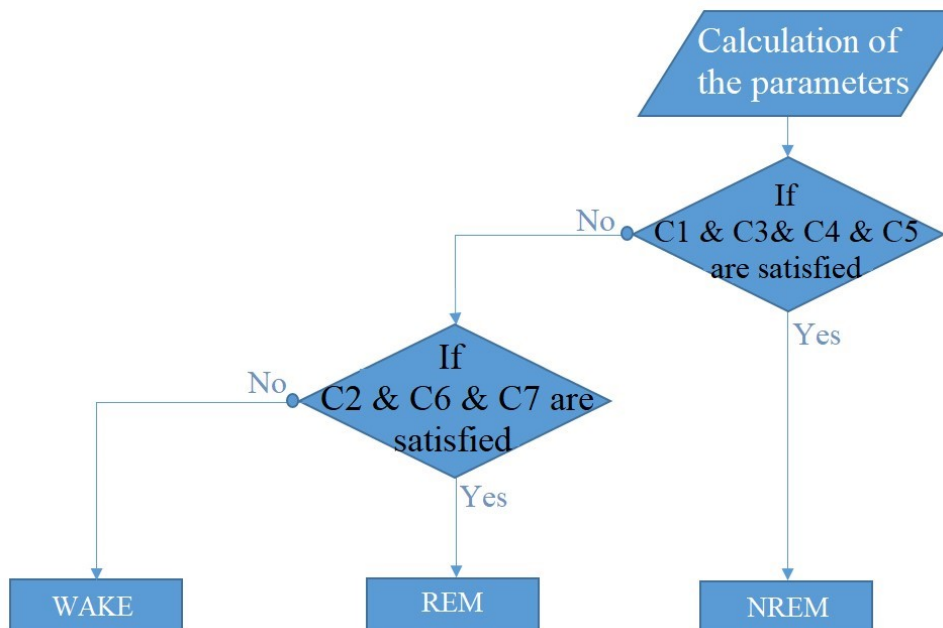 Calculation of
the parameters
If
C1 & C3& C4 & C5
are satisfied
No
Yes
If
C2 & C6 & C7 are
satisfied
No
Yes
WAKE
REM
NREM